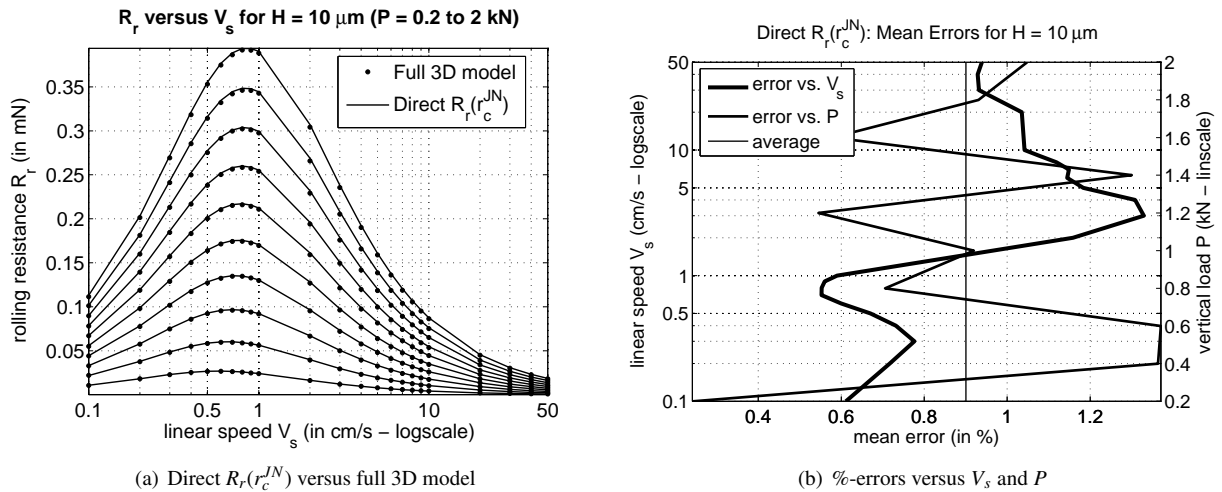 R_r versus V_s for H = 10 μm (P = 0.2 to 2 kN)
0.35
0.3
0.25
0.2
0.15
0.1
0.05
rolling resistance R_r (in mN)
Full 3D model
Direct R_r(r_c^JN)
0.1 0.5 1 10 50
linear speed V_s (in cm/s − logscale)
(a) Direct R_r(r_c^JN) versus full 3D model
Direct R_r(r_c^JN): Mean Errors for H = 10 μm
50
10
5
1
0.5
0.1
linear speed V_s (cm/s − logscale)
error vs. V_s
error vs. P
average
2
1.8
1.6
1.4
1.2
1
0.8
0.6
0.4
0.2
vertical load P (kN − linscale)
0.4 0.6 0.8 1 1.2
mean error (in %)
(b) %-errors versus V_s and P